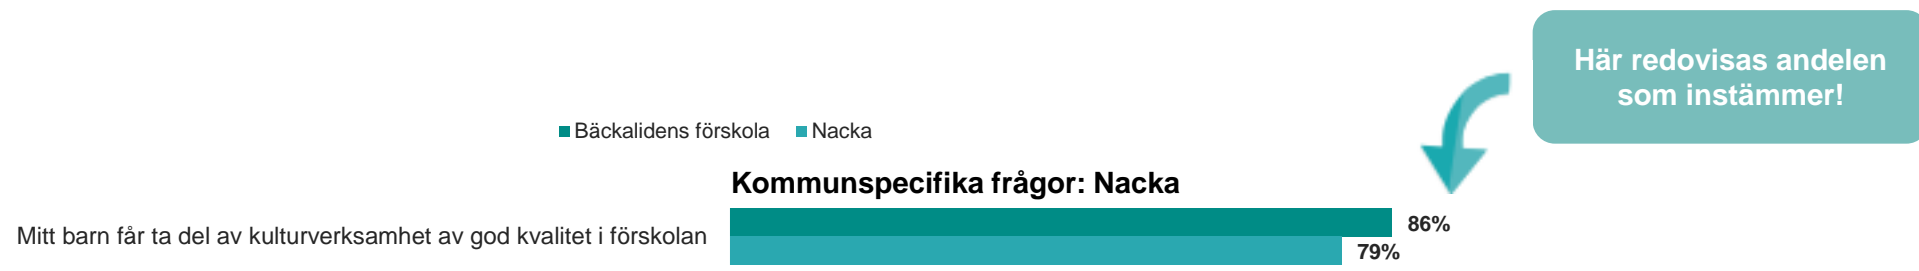 Här redovisas andelen
som instämmer!
Bäckalidens förskola Nacka
Kommunspecifika frågor: Nacka
Mitt barn får ta del av kulturverksamhet av god kvalitet i förskolan
86%
79%